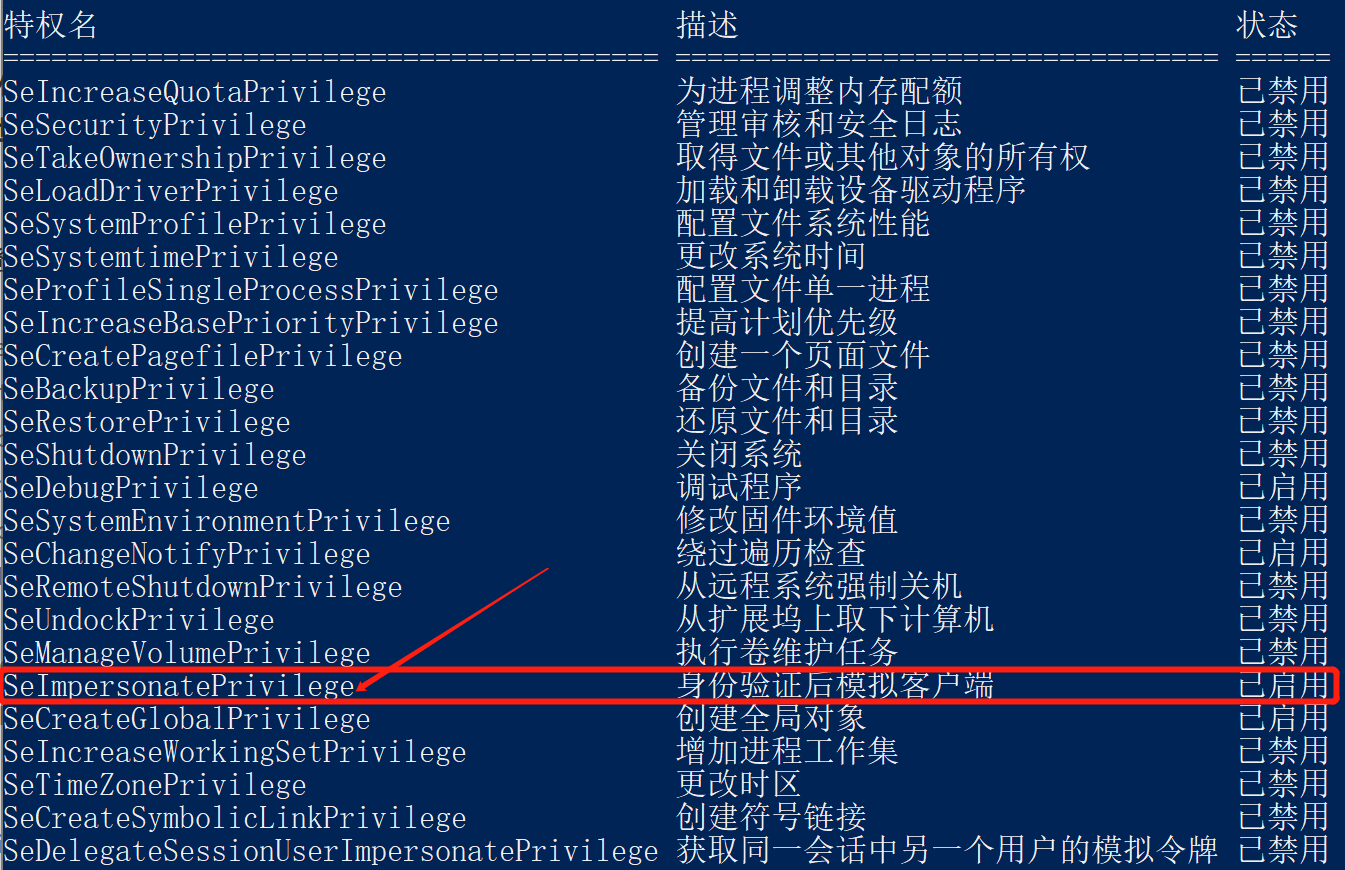 特权名 描述 状态
========================================= ================================== ======
SeIncreaseQuotaPrivilege 为进程调整内存配额 已禁用
SeSecurityPrivilege 管理审核和安全日志 已禁用
SeTakeOwnershipPrivilege 取得文件或其他对象的所有权 已禁用
SeLoadDriverPrivilege 加载和卸载设备驱动程序 已禁用
SeSystemProfilePrivilege 配置文件系统性能 已禁用
SeSystemtimePrivilege 更改系统时间 已禁用
SeProfileSingleProcessPrivilege 配置文件单一进程 已禁用
SeIncreaseBasePriorityPrivilege 提高计划优先级 已禁用
SeCreatePagefilePrivilege 创建一个页面文件 已禁用
SeBackupPrivilege 备份文件和目录 已禁用
SeRestorePrivilege 还原文件和目录 已禁用
SeShutdownPrivilege 关闭系统 已禁用
SeDebugPrivilege 调试程序 已启用
SeSystemEnvironmentPrivilege 修改固件环境值 已禁用
SeChangeNotifyPrivilege 绕过遍历检查 已启用
SeRemoteShutdownPrivilege 从远程系统强制关机 已禁用
SeUndockPrivilege 从扩展坞上取下计算机 已禁用
SeManageVolumePrivilege 执行卷维护任务 已禁用
SeImpersonatePrivilege 身份验证后模拟客户端 已启用
SeCreateGlobalPrivilege 创建全局对象 已启用
SeIncreaseWorkingSetPrivilege 增加进程工作集 已禁用
SeTimeZonePrivilege 更改时区 已禁用
SeCreateSymbolicLinkPrivilege 创建符号链接 已禁用
SeDelegateSessionUserImpersonatePrivilege 获取同一会话中另一个用户的模拟令牌 已禁用